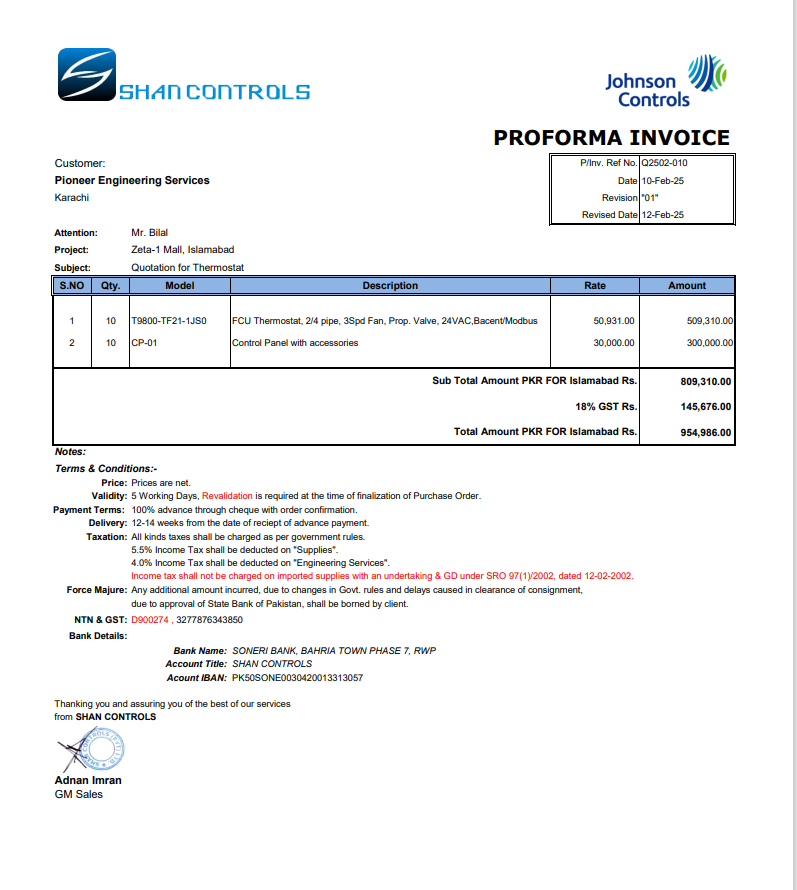 SHAN CONTROLS
Johnson
Controls
PROFORMA INVOICE
Customer:
Pioneer Engineering Services
Karachi
P/Inv. Ref No. Q2502-010
Date 10-Feb-25
Revision "01"
Revised Date 12-Feb-25
Attention: Mr. Bilal
Project: Zeta-1 Mall, Islamabad
Subject: Quotation for Thermostat
S.NO Qty. Model Description Rate Amount
1 10 T9800-TF21-1JS0 FCU Thermostat, 2/4 pipe, 3Spd Fan, Prop. Valve, 24VAC,Bacent/Modbus 50,931.00 509,310.00
2 10 CP-01 Control Panel with accessories 30,000.00 300,000.00
Sub Total Amount PKR FOR Islamabad Rs. 809,310.00
18% GST Rs. 145,676.00
Total Amount PKR FOR Islamabad Rs. 954,986.00
Notes:
Terms & Conditions:-
Price: Prices are net.
Validity: 5 Working Days, Revalidation is required at the time of finalization of Purchase Order.
Payment Terms: 100% advance through cheque with order confirmation.
Delivery: 12-14 weeks from the date of reciept of advance payment.
Taxation: All kinds taxes shall be charged as per government rules.
5.5% Income Tax shall be deducted on "Supplies".
4.0% Income Tax shall be deducted on "Engineering Services".
Income tax shall not be charged on imported supplies with an undertaking & GD under SRO 97(1)/2002, dated 12-02-2002.
Force Majure: Any additional amount incurred, due to changes in Govt. rules and delays caused in clearance of consignment,
due to approval of State Bank of Pakistan, shall be borned by client.
NTN & GST: D900274 , 3277876343850
Bank Details:
Bank Name: SONERI BANK, BAHRIA TOWN PHASE 7, RWP
Account Title: SHAN CONTROLS
Acount IBAN: PK50SONE0030420013313057
Thanking you and assuring you of the best of our services
from SHAN CONTROLS
Adnan Imran
GM Sales